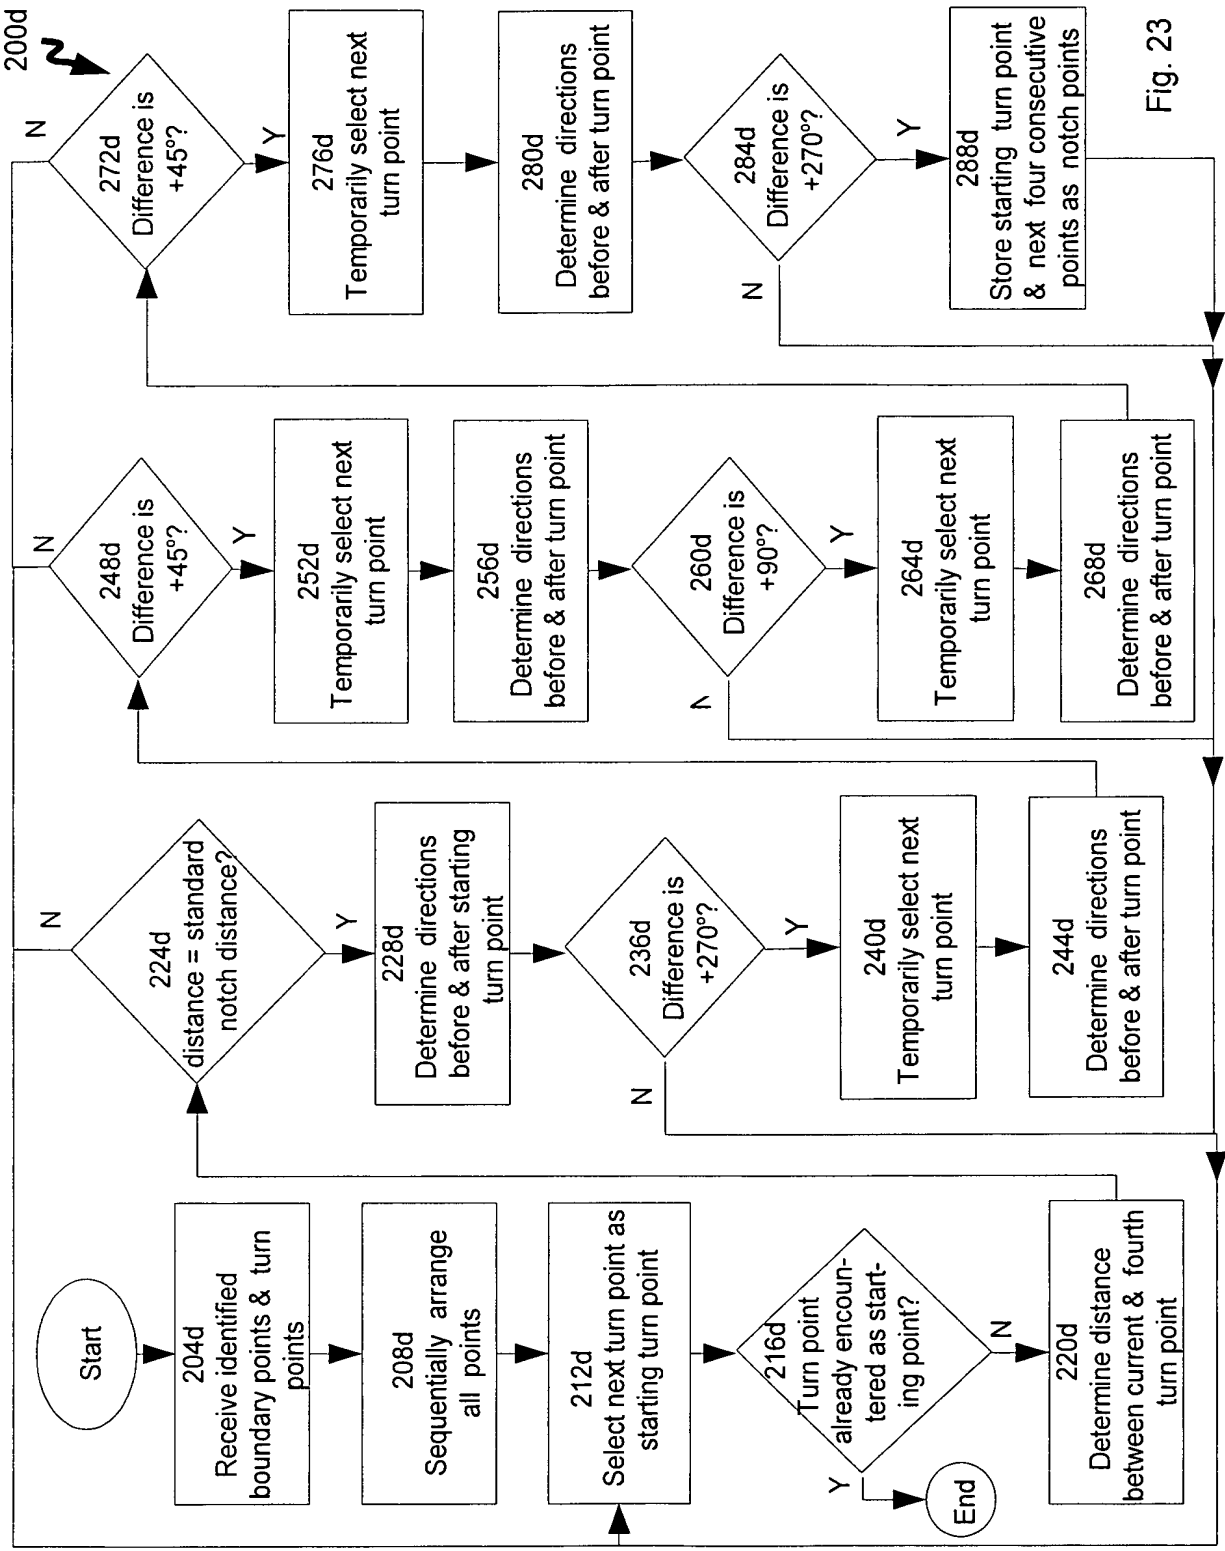 200d
Start
204d
Receive identified
boundary points & turn
points
208d
Sequentially arrange
all points
212d
Select next turn point as
starting turn point
216d
Turn point
already encoun-
tered as start-
ing point?
Y
End
N
220d
Determine distance
between current & fourth
turn point
224d
distance = standard
notch distance?
N
Y
228d
Determine directions
before & after starting
turn point
236d
Difference is
+270°?
N
Y
240d
Temporarily select next
turn point
244d
Determine directions
before & after turn point
248d
Difference is
+45°?
N
Y
252d
Temporarily select next
turn point
256d
Determine directions
before & after turn point
260d
Difference is
+90°?
N
Y
264d
Temporarily select next
turn point
268d
Determine directions
before & after turn point
272d
Difference is
+45°?
N
Y
276d
Temporarily select next
turn point
280d
Determine directions
before & after turn point
284d
Difference is
+270°?
N
Y
288d
Store starting turn point
& next four consecutive
points as notch points
Fig. 23